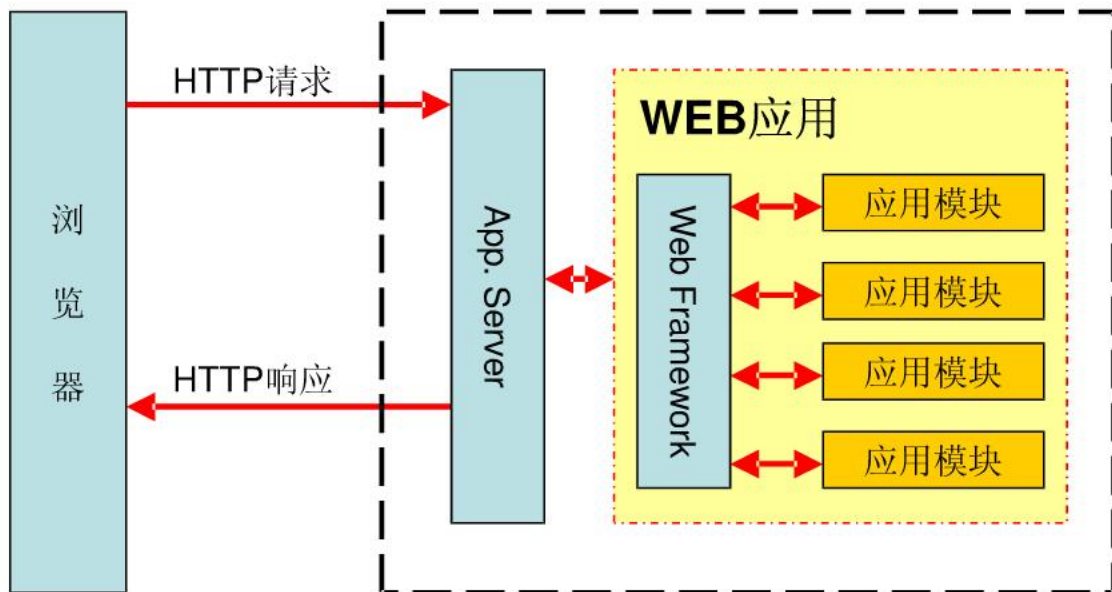 浏览器
HTTP请求
HTTP响应
App. Server
WEB应用
Web Framework
应用模块
应用模块
应用模块
应用模块